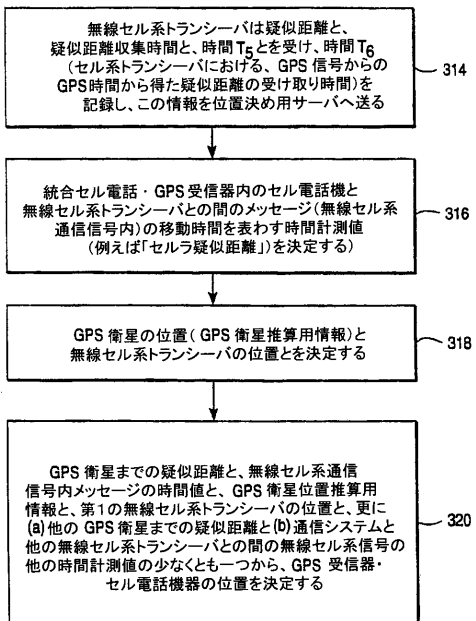 無線セル系トランシーバは疑似距離と、
疑似距離収集時間と、時間T5とを受け、時間T6
(セル系トランシーバにおける、GPS 信号からの
GPS時間から得た疑似距離の受け取り時間)を
記録し、この情報を位置決め用サーバへ送る
314
統合セル電話・GPS受信器内のセル電話機と
無線セル系トランシーバとの間のメッセージ(無線セル系
通信信号内)の移動時間を表わす時間計測値
(例えば「セルラ疑似距離」)を決定する)
316
GPS衛星の位置(GPS衛星推算用情報)と
無線セル系トランシーバの位置とを決定する
318
GPS衛星までの疑似距離と、無線セル系通信
信号内メッセージの時間値と、GPS衛星位置推算用
情報と、第1の無線セル系トランシーバの位置と、更に
(a)他のGPS衛星までの疑似距離と(b)通信システムと
他の無線セル系トランシーバとの間の無線セル系信号の
他の時間計測値の少なくとも一つから、GPS 受信器・
セル電話機器の位置を決定する
320